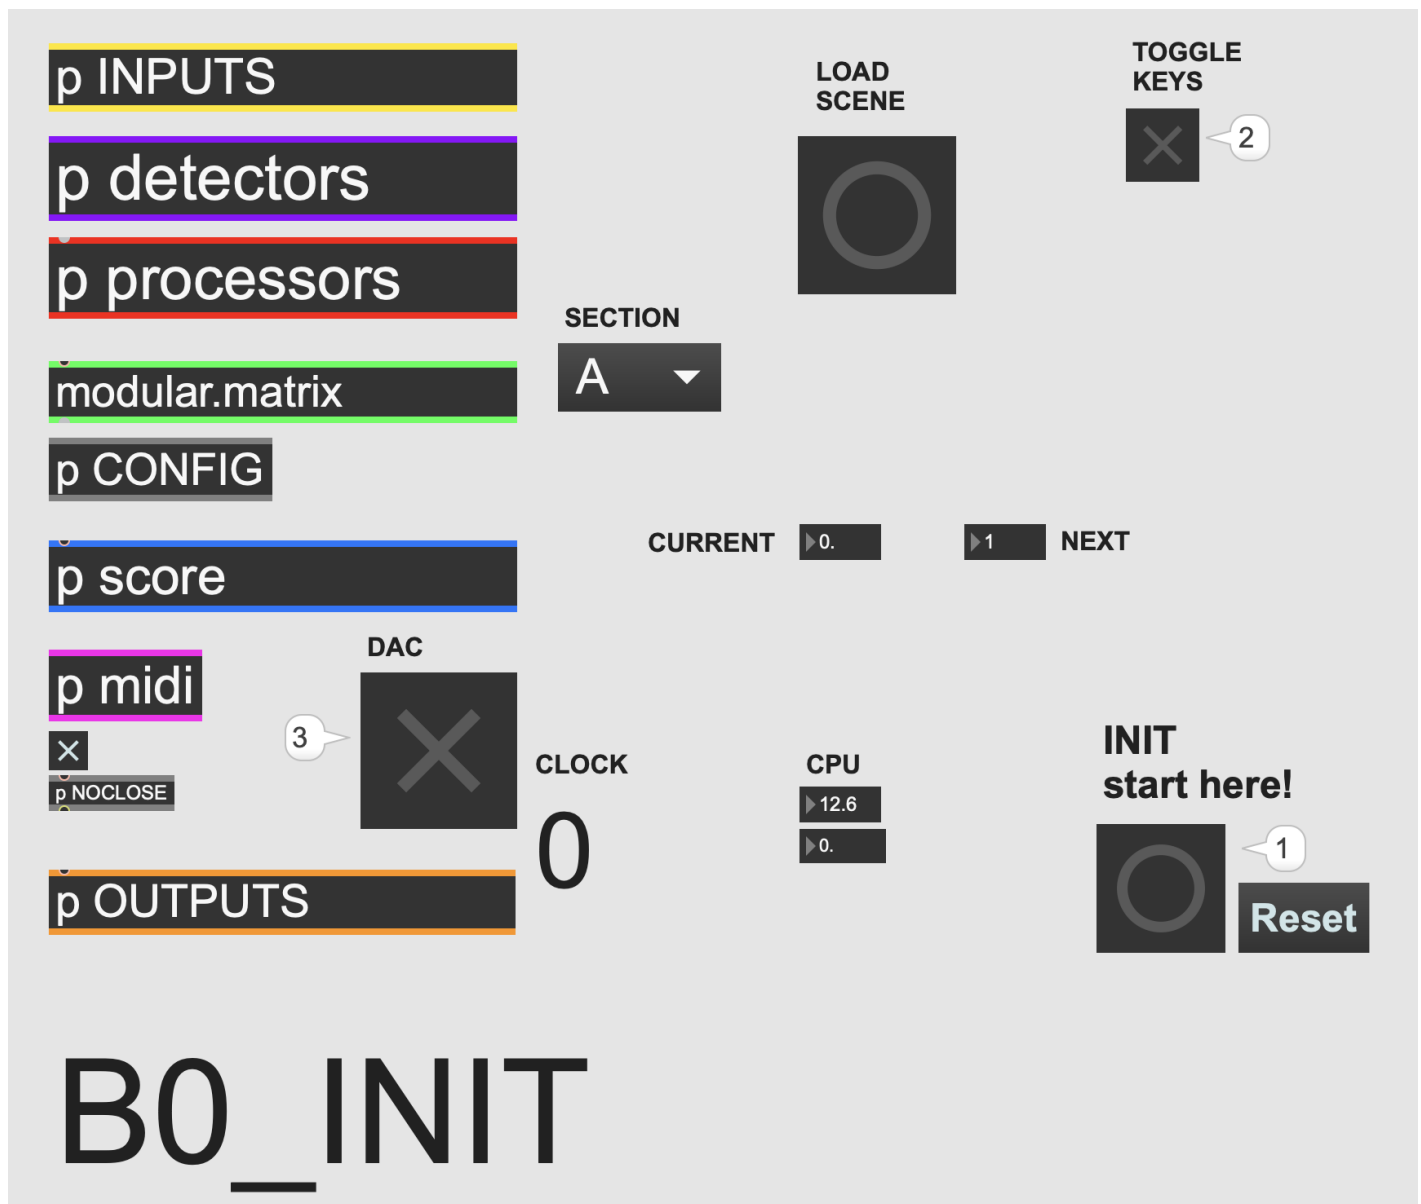 p INPUTS
p detectors
p processors
modular.matrix
p CONFIG
p score
p midi
p NOCLOSE
p OUTPUTS
LOAD
SCENE
TOGGLE
KEYS
2
SECTION
A
CURRENT
0.
1
NEXT
DAC
3
CLOCK
0
CPU
12.6
0.
INIT
start here!
1
Reset
B0_INIT